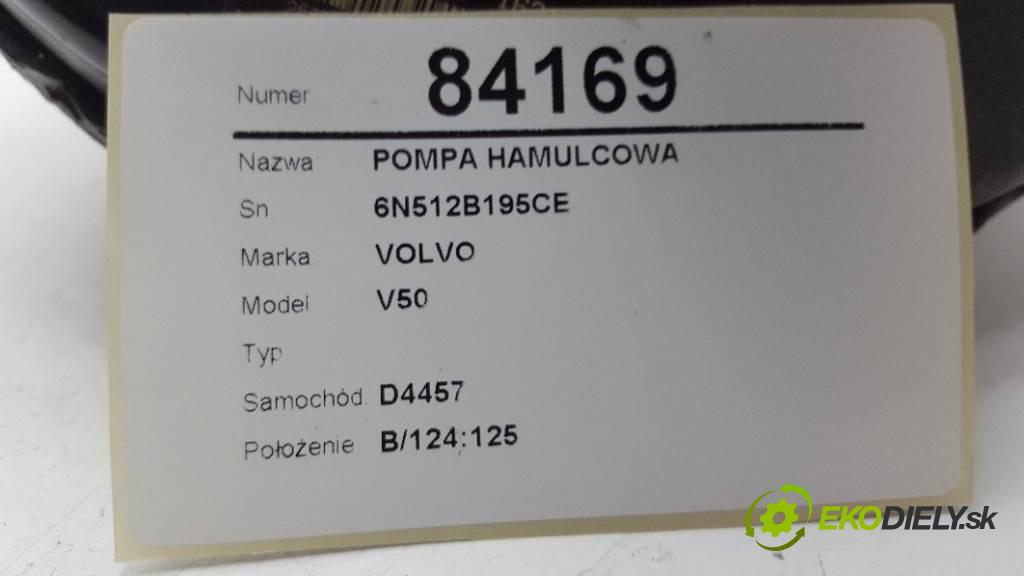 Numer 84169
Nazwa: POMPA HAMULCOWA
Sn 6N512B195CE
Marka: VOLVO
Model V50
Typ
Samochód. D4457
Położenie B/124:125
EKODIELY.sk